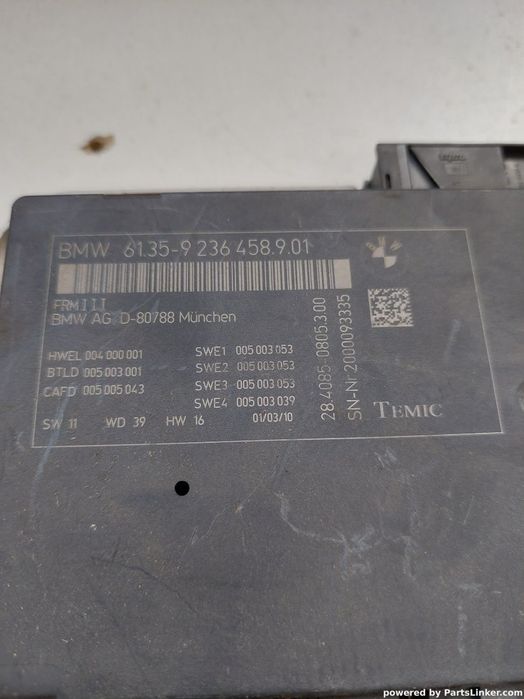 BMW 61.35-9 236 458.9.01
BMW
FRMIII
BMW AG, D-80788 München
HWEL 004 000 001
BTLD 005 003 001
CAFD 005 005 043
SWE1 005 003 053
SWE2 005 003 053
SWE3 005 003 053
SWE4 005 003 039
SW 11 WD 39 HW 16 01/03/10
28.4085-0805.3.00
SN-Nr 2000093335
TEMIC
powered by PartsLinker.com